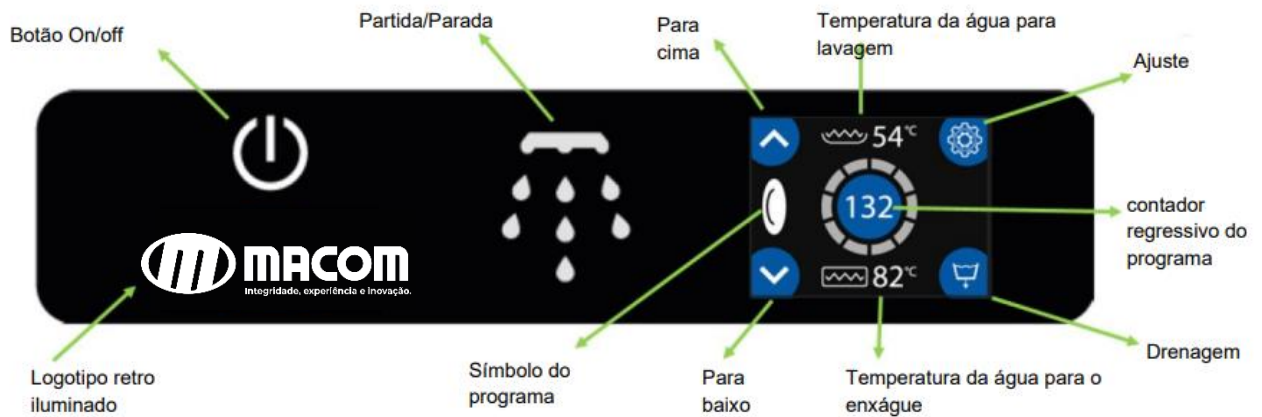 Botão On/off
Partida/Parada
Para
cima
Temperatura da água para
lavagem
Ajuste
54°C
132
82°C
MACOM
Integridade, experiência e inovação.
contador
regressivo do
programa
Logotipo retro
iluminado
Símbolo do
programa
Para
baixo
Temperatura da água para o
enxágue
Drenagem